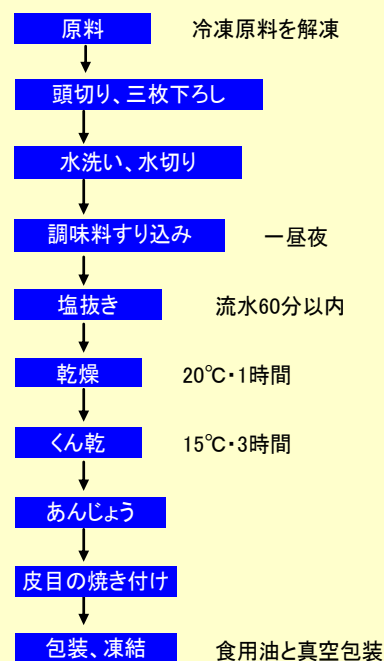 原料 冷凍原料を解凍
頭切り、三枚下ろし
水洗い、水切り
調味料すり込み 一昼夜
塩抜き 流水60分以内
乾燥 20℃・1時間
くん乾 15℃・3時間
あんじょう
皮目の焼き付け
包装、凍結 食用油と真空包装